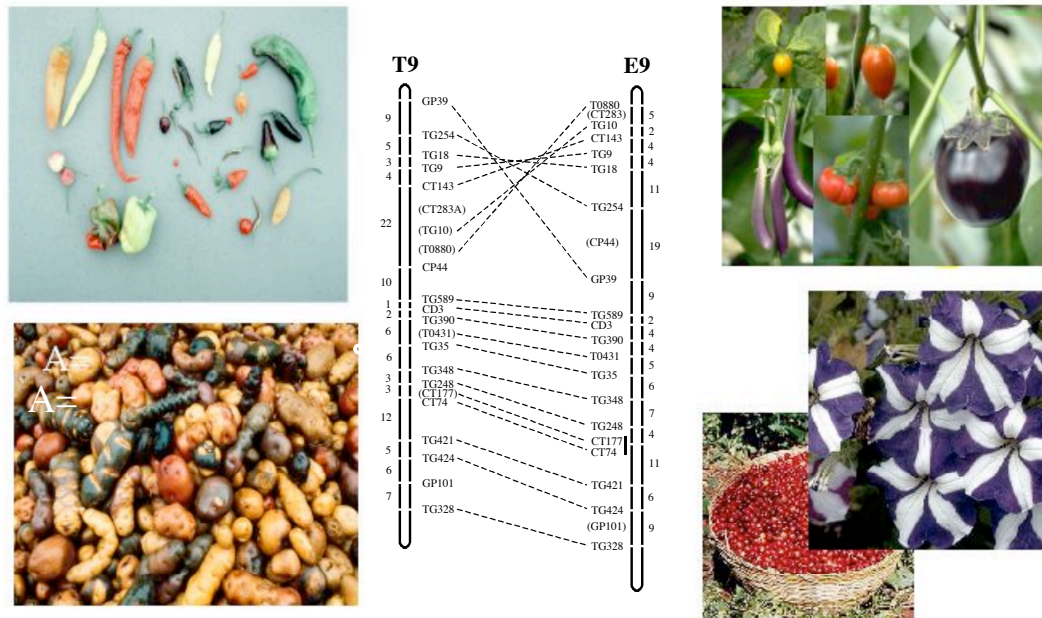 T9
GP39
9
TG254
5
TG18
3
TG9
4
CT143
(CT283A)
22
(TG10)
(T0880)
CP44
10
TG589
1
CD3
2
TG390
6
(T0431)
TG35
6
TG348
3
TG248
3
(CT177)
CT74
12
TG421
5
TG424
6
GP101
7
TG328
E9
T0880
(CT283)
5
TG10
2
CT143
4
TG9
4
TG18
11
TG254
(CP44)
19
GP39
9
TG589
2
CD3
4
TG390
4
T0431
5
TG35
6
TG348
7
TG248
4
CT177
CT74
11
TG421
6
TG424
(GP101)
9
TG328
A=
A=